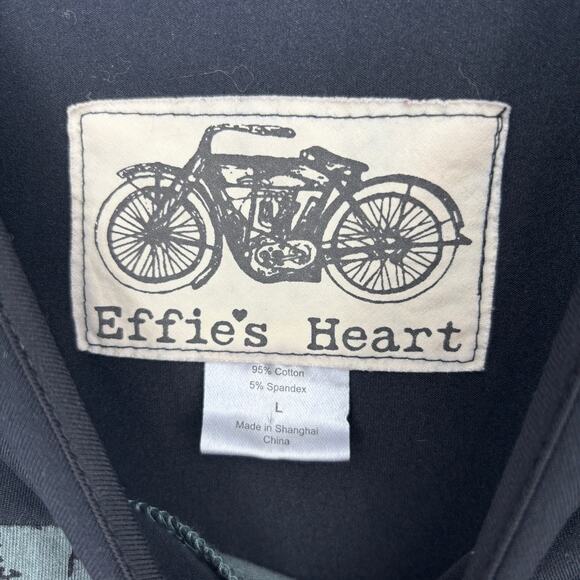 Effie's Heart
95% Cotton
5% Spandex
L
Made in Shanghai
China